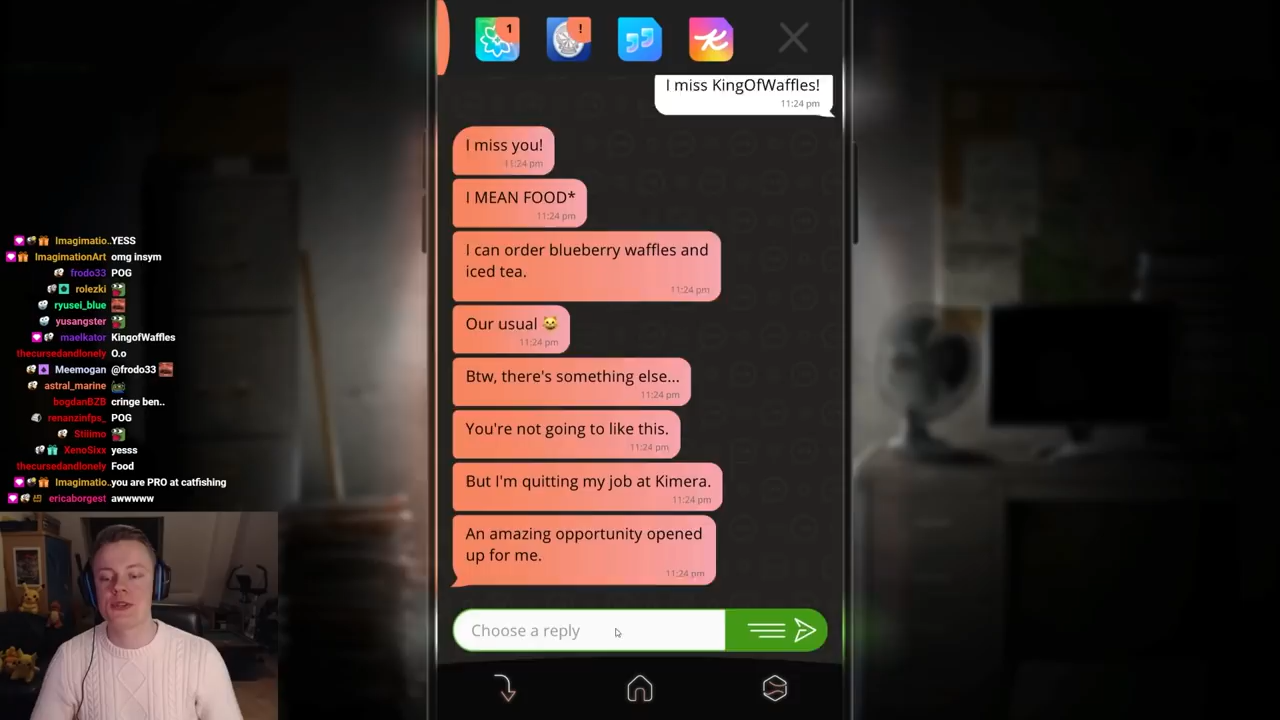 1
!
I miss KingOfWaffles!
11:24 pm
I miss you!
11:24 pm
I MEAN FOOD*
11:24 pm
I can order blueberry waffles and
iced tea.
11:24 pm
Our usual
11:24 pm
Btw, there's something else...
11:24 pm
You're not going to like this.
11:24 pm
But I'm quitting my job at Kimera.
11:24 pm
An amazing opportunity opened
up for me.
11:24 pm
Choose a reply
Imagimatio.. YESS
ImaginationArt omg insym
frodo33 POG
rolezki
ryusei_blue
yusangster
maelkator KingofWaffles
thecursedandlonely O.o
Meemogan @frodo33
astral_marine
bogdanBZB cringe ben..
renanzinfps_ POG
Stiiimo
XenoSixx yesss
thecursedandlonely Food
Imagimatio.. you are PRO at catfishing
ericaborgest awwwww